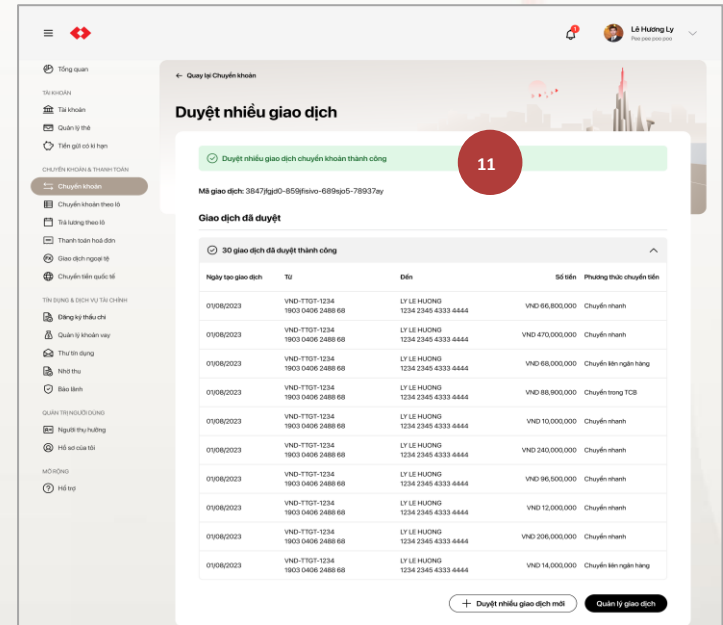 1
Lê Hương Ly
← Quay lại Chuyển khoản
Duyệt nhiều giao dịch
Tổng quan
TÀI KHOẢN
Tài khoản
Quản lý thẻ
Tiền gửi có kì hạn
CHUYỂN KHOẢN & THANH TOÁN
Chuyển khoản
Chuyển khoản theo lô
Trả lương theo lô
Thanh toán hoá đơn
Giao dịch ngoại tệ
Chuyển tiền quốc tế
TÍN DỤNG & DỊCH VỤ TÀI CHÍNH
Đăng ký thấu chi
Quản lý khoản vay
Thư tín dụng
Nhờ thu
Bảo lãnh
QUẢN TRỊ NGƯỜI DÙNG
Người thụ hưởng
Hồ sơ của tôi
MỞ RỘNG
Hỗ trợ
Duyệt nhiều giao dịch chuyển khoản thành công
11
Mã giao dịch: 3847jfgjd0-859jfisivo-689sjo5-78937ay
Giao dịch đã duyệt
30 giao dịch đã duyệt thành công
Ngày tạo giao dịch Từ Đến Số tiền Phương thức chuyển tiền
VND-TTGT-1234 LY LE HUONG
01/08/2023 VND 66,800,000 Chuyển nhanh
1903 0406 2488 68 1234 2345 4333 4444
VND-TTGT-1234 LY LE HUONG
01/08/2023 VND 470,000,000 Chuyển nhanh
1903 0406 2488 68 1234 2345 4333 4444
VND-TTGT-1234 LY LE HUONG
01/08/2023 VND 68,000,000 Chuyển liên ngân hàng
1903 0406 2488 68 1234 2345 4333 4444
VND-TTGT-1234 LY LE HUONG
01/08/2023 VND 88,900,000 Chuyển trong TCB
1903 0406 2488 68 1234 2345 4333 4444
VND-TTGT-1234 LY LE HUONG
01/08/2023 VND 10,000,000 Chuyển nhanh
1903 0406 2488 68 1234 2345 4333 4444
VND-TTGT-1234 LY LE HUONG
01/08/2023 VND 240,000,000 Chuyển nhanh
1903 0406 2488 68 1234 2345 4333 4444
VND-TTGT-1234 LY LE HUONG
01/08/2023 VND 96,500,000 Chuyển nhanh
1903 0406 2488 68 1234 2345 4333 4444
VND-TTGT-1234 LY LE HUONG
01/08/2023 VND 12,000,000 Chuyển nhanh
1903 0406 2488 68 1234 2345 4333 4444
VND-TTGT-1234 LY LE HUONG
01/08/2023 VND 206,000,000 Chuyển nhanh
1903 0406 2488 68 1234 2345 4333 4444
VND-TTGT-1234 LY LE HUONG
01/08/2023 VND 14,000,000 Chuyển liên ngân hàng
1903 0406 2488 68 1234 2345 4333 4444
+ Duyệt nhiều giao dịch mới
Quản lý giao dịch